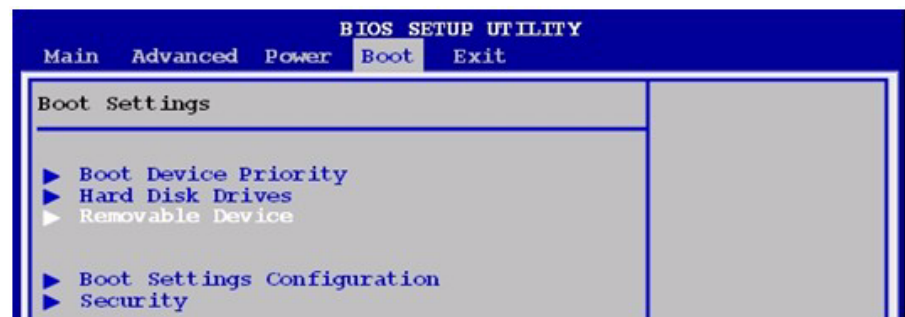 BIOS SETUP UTILITY
Main Advanced Power Boot Exit
Boot Settings
▶ Boot Device Priority
▶ Hard Disk Drives
▶ Removable Device
▶ Boot Settings Configuration
▶ Security